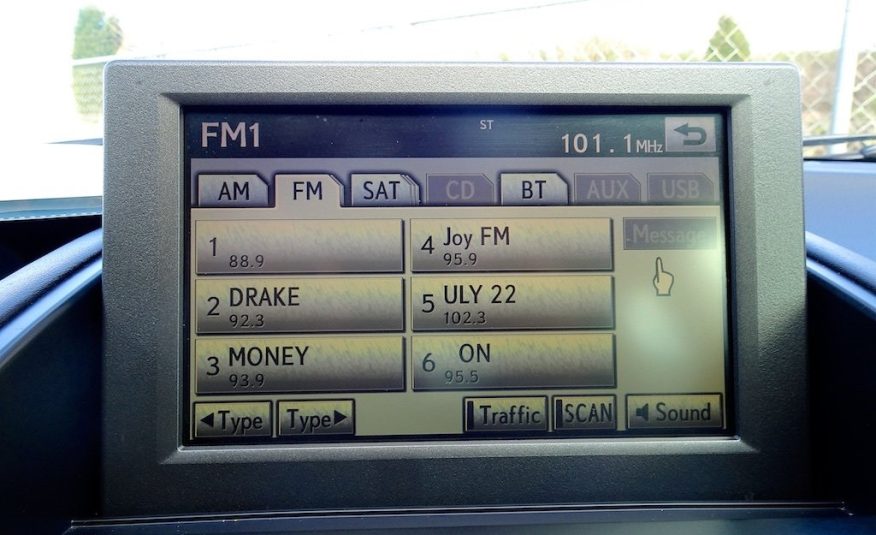 FM1 ST 101.1MHz
AM FM SAT CD BT AUX USB
1
88.9
2 DRAKE
92.3
3 MONEY
93.9
4 Joy FM
95.9
5 ULY 22
102.3
6 ON
95.5
Message
◀Type Type▶ Traffic SCAN Sound